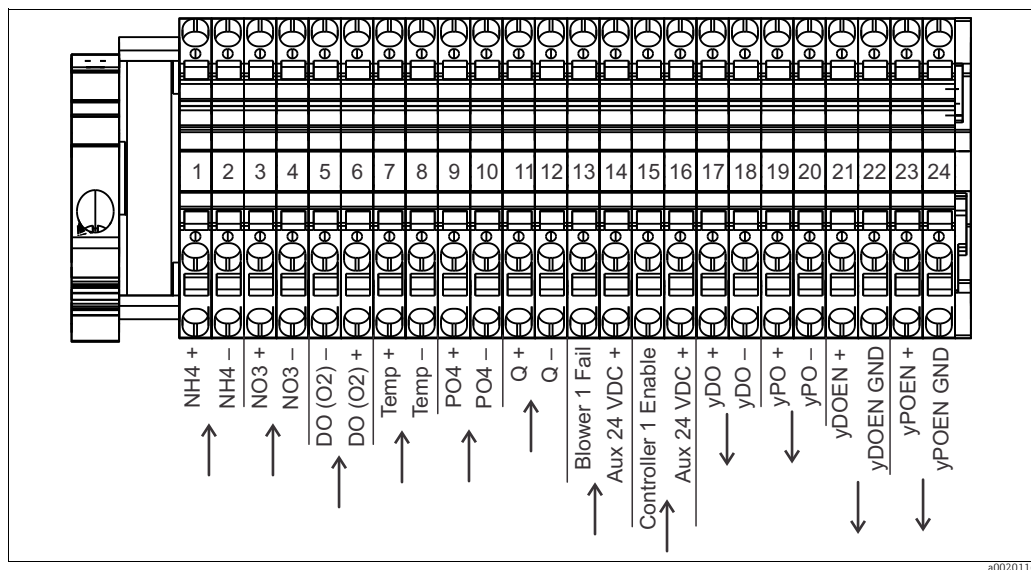 1 2 3 4 5 6 7 8 9 10 11 12 13 14 15 16 17 18 19 20 21 22 23 24
NH4 +
NH4 –
NO3 +
NO3 –
DO (O2) –
DO (O2) +
Temp +
Temp –
PO4 +
PO4 –
Q +
Q –
Blower 1 Fail
Aux 24 VDC +
Controller 1 Enable
Aux 24 VDC +
yDO +
yDO –
yPO +
yPO –
yDOEN +
yDOEN GND
yPOEN +
yPOEN GND